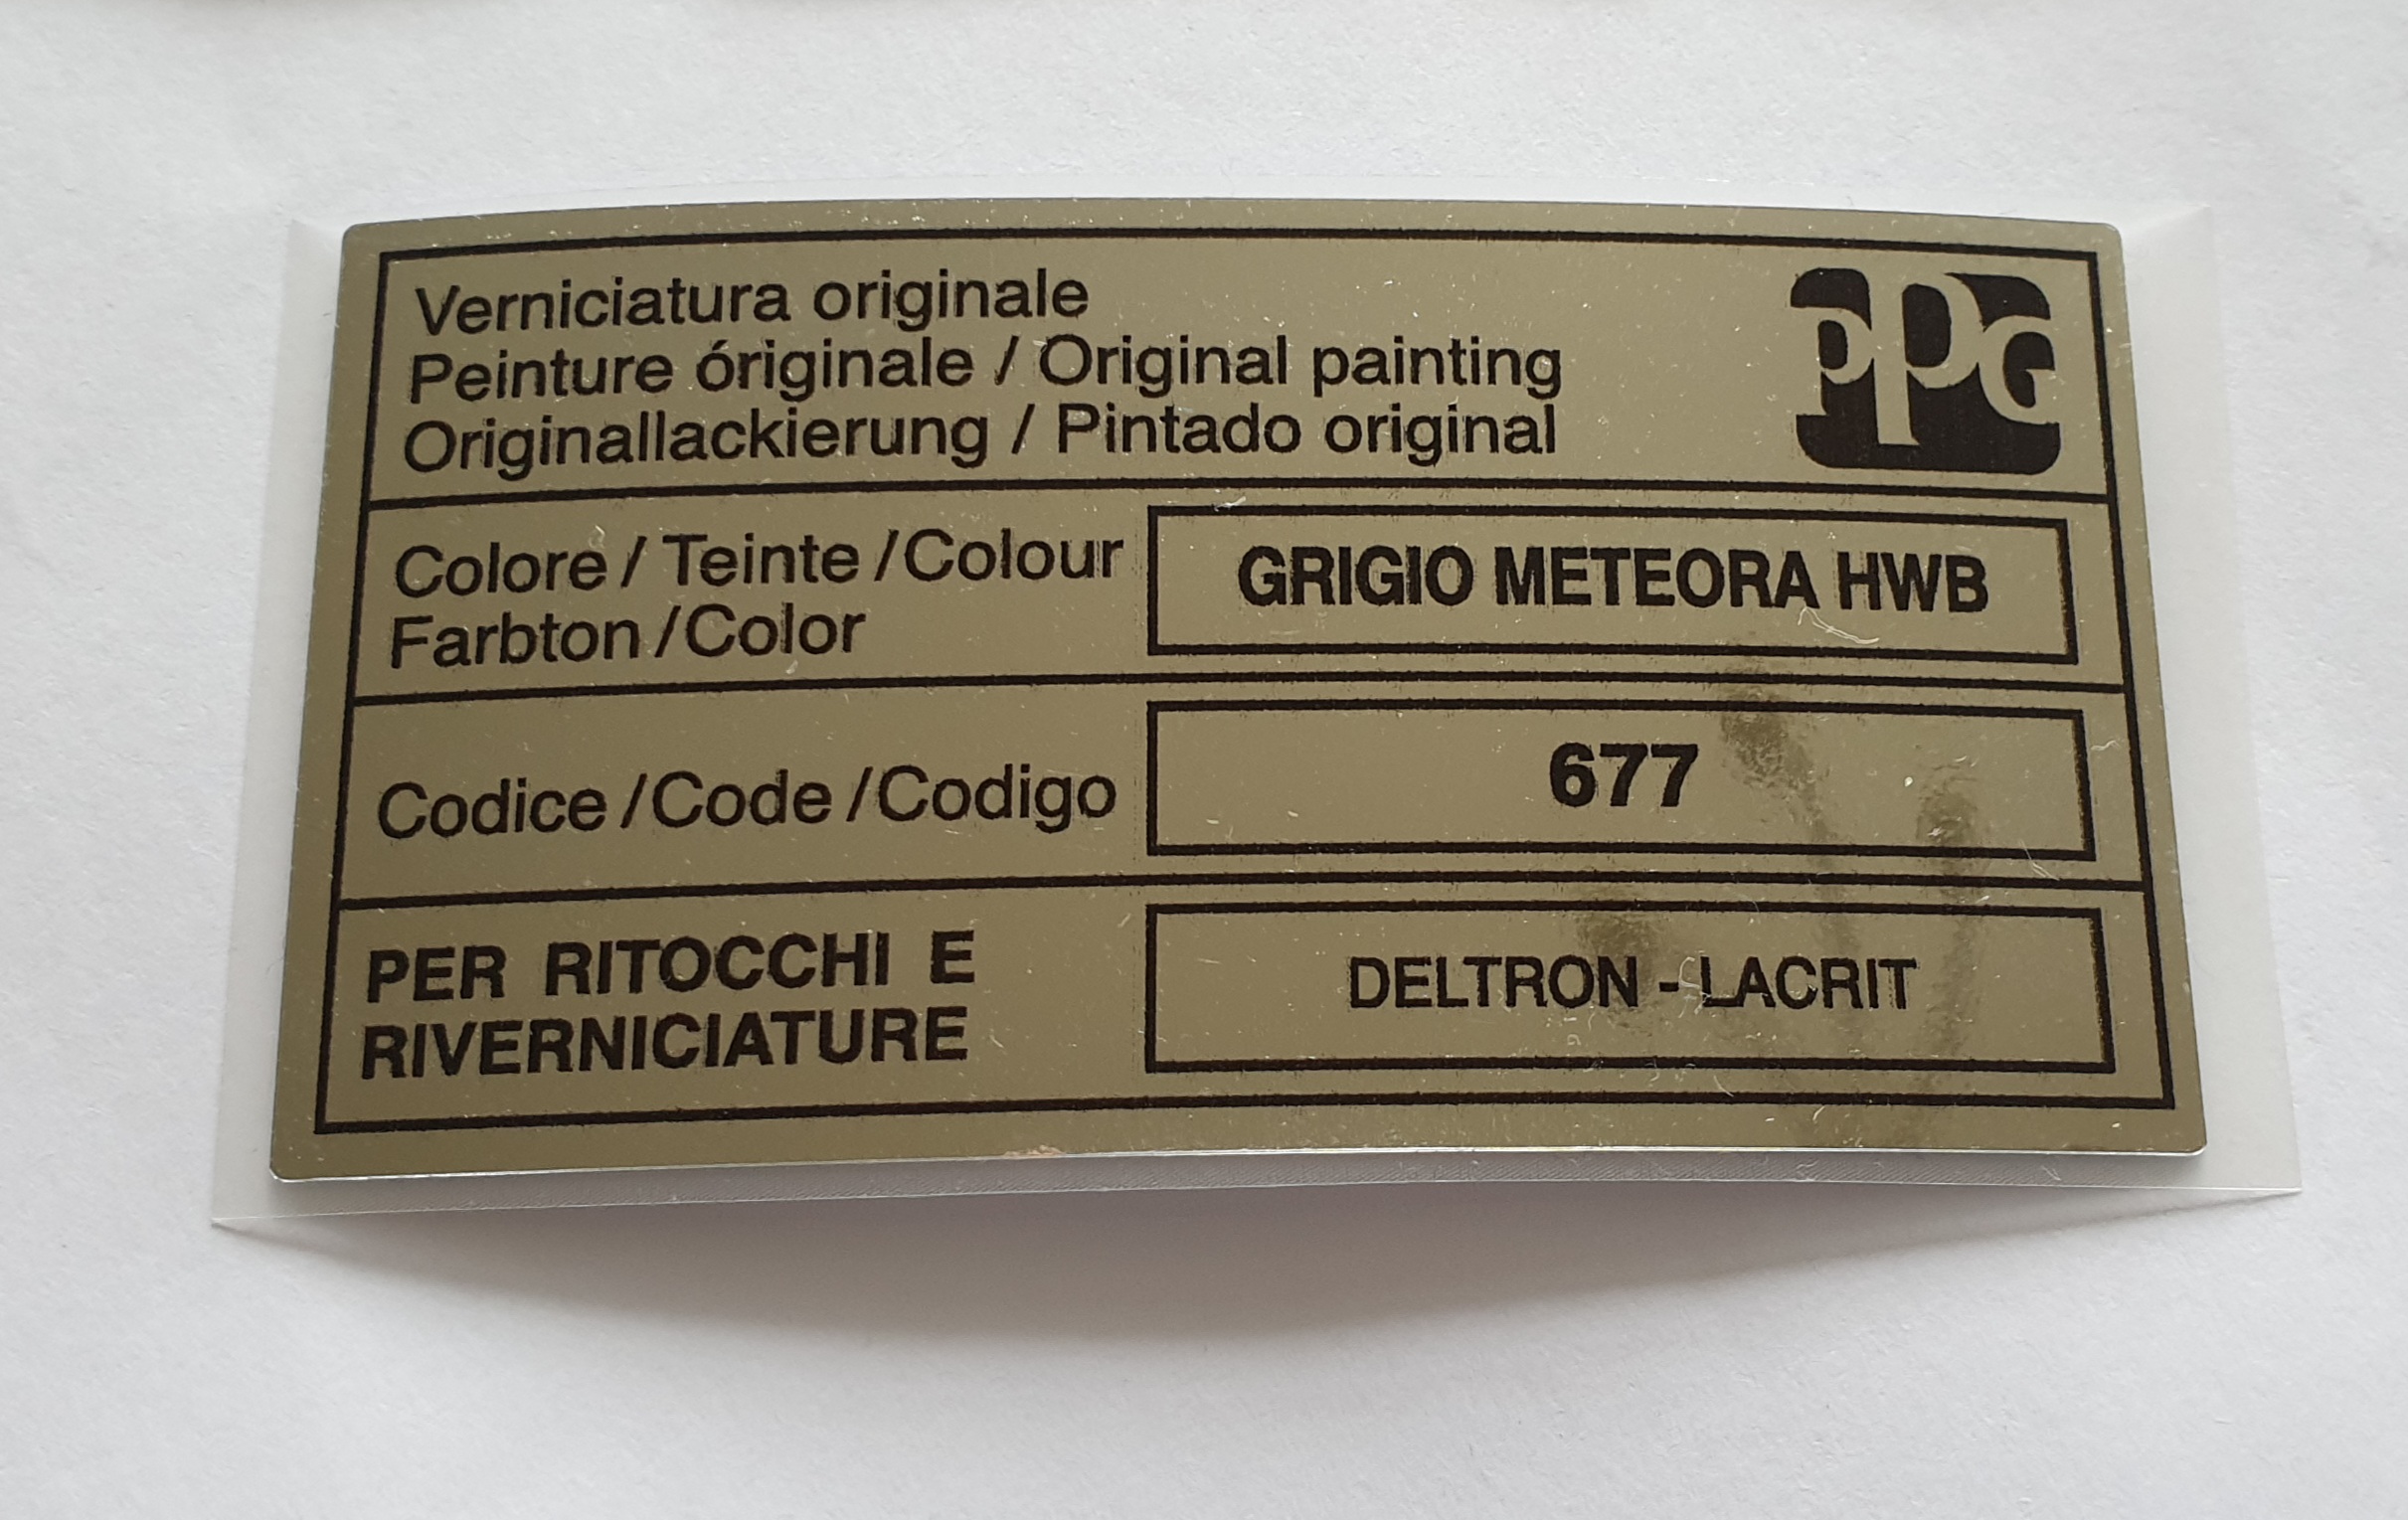 Verniciatura originale
Peinture óriginale / Original painting
Originallackierung / Pintado original
PPG
Colore / Teinte / Colour
Farbton / Color
GRIGIO METEORA HWB
Codice / Code / Codigo
677
PER RITOCCHI E
RIVERNICIATURE
DELTRON - LACRIT